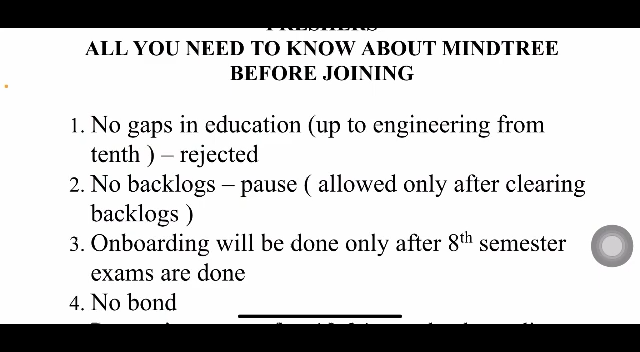 FRESHERS
ALL YOU NEED TO KNOW ABOUT MINDTREE
BEFORE JOINING
1. No gaps in education (up to engineering from
tenth ) – rejected
2. No backlogs – pause ( allowed only after clearing
backlogs )
3. Onboarding will be done only after 8th semester
exams are done
4. No bond